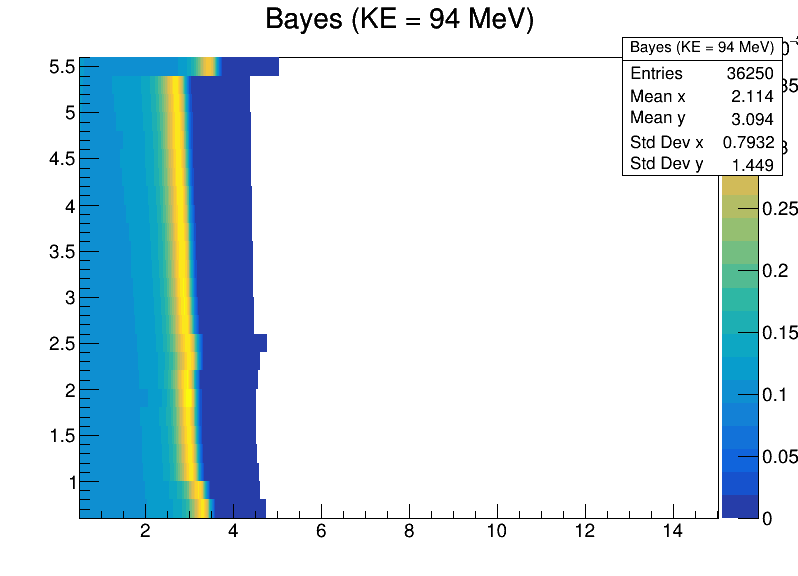 Bayes (KE = 94 MeV)
Bayes (KE = 94 MeV)
Entries 36250
Mean x 2.114
Mean y 3.094
Std Dev x 0.7932
Std Dev y 1.449
5.5
5
4.5
4
3.5
3
2.5
2
1.5
1
2 4 6 8 10 12 14
0.25
0.2
0.15
0.1
0.05
0